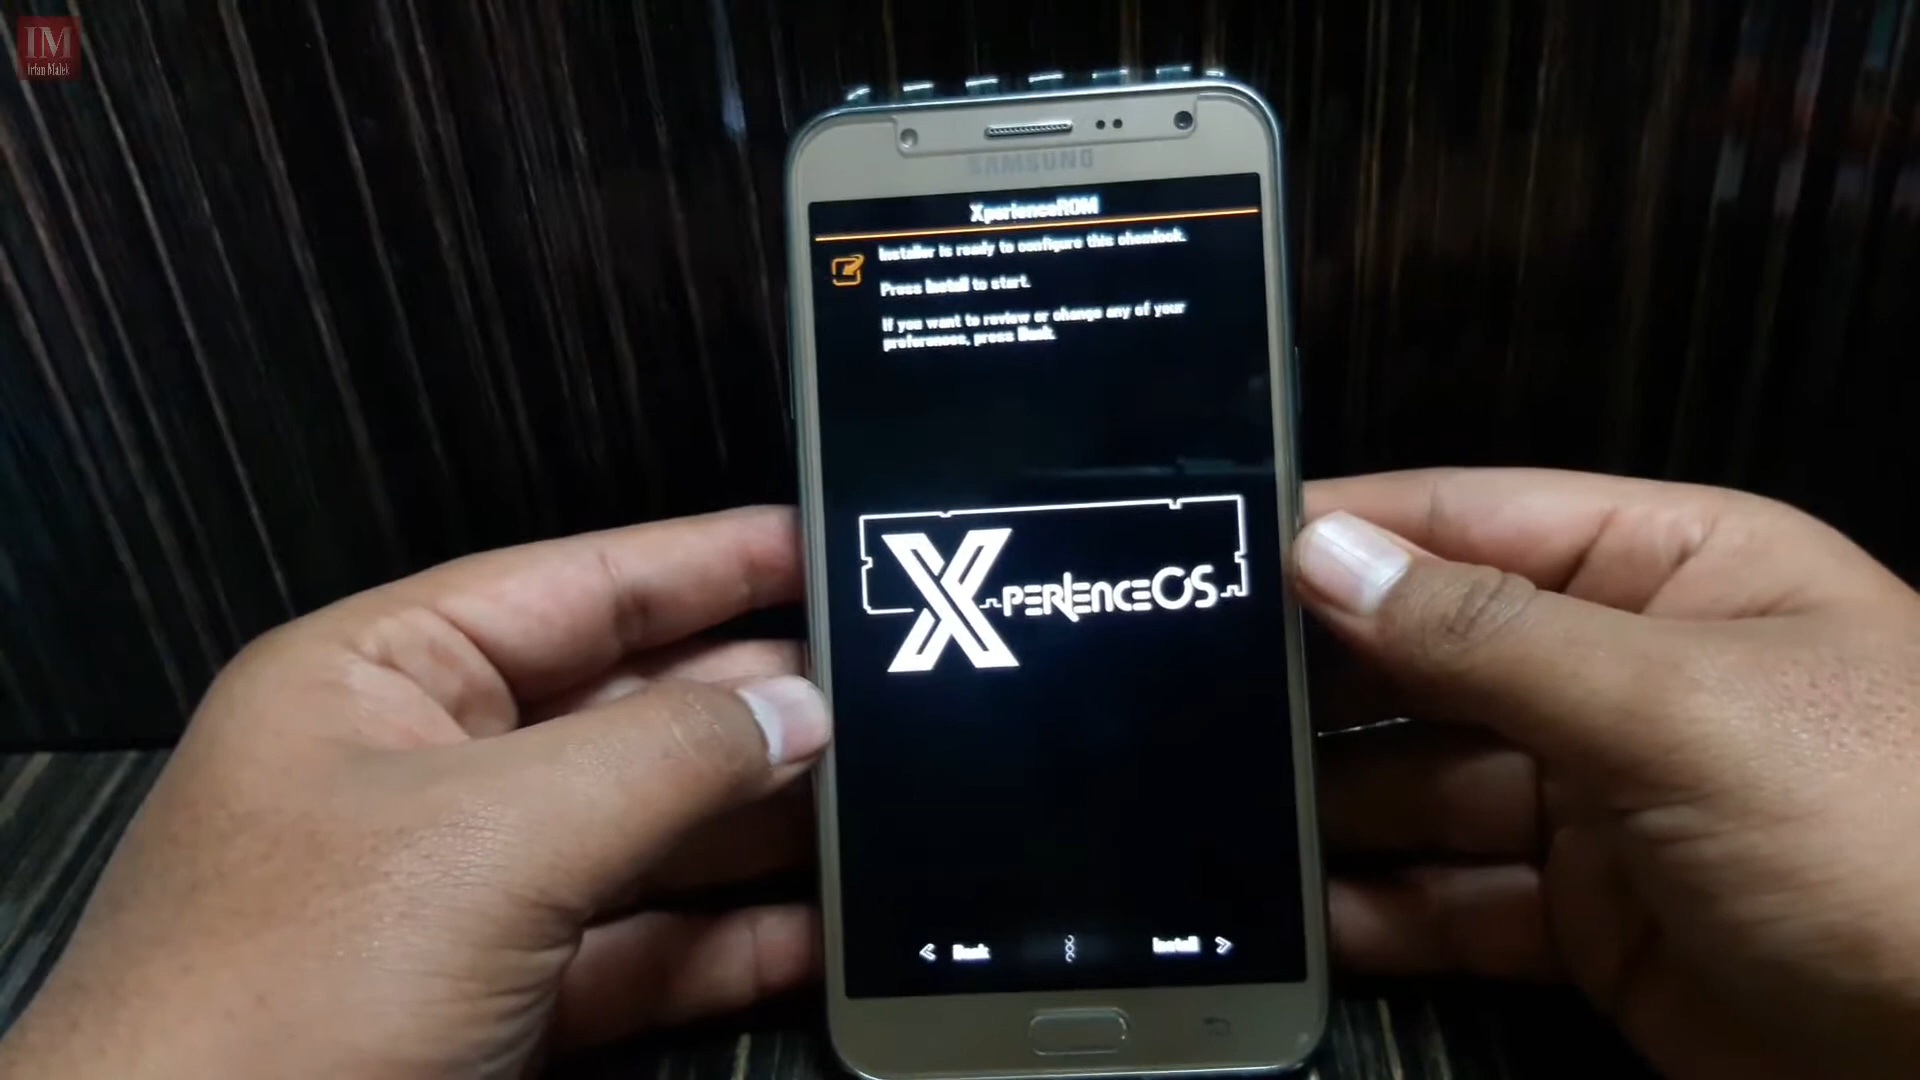 IM
Irfan Malek
SAMSUNG
XperienceROM
Installer is ready to configure this
Press Install to start.
If you want to review or change any of your
preferences, press Back.
XPERIENCEOS
Back
Install